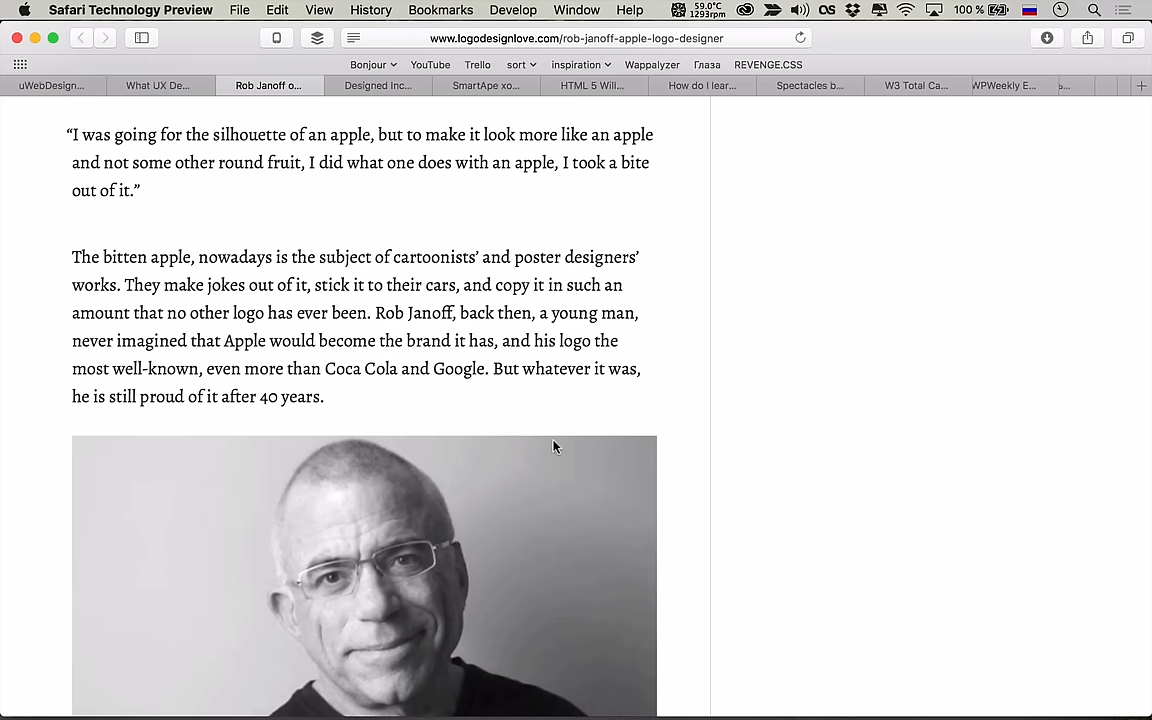 Safari Technology Preview File Edit View History Bookmarks Develop Window Help 59.0°C 1293rpm 100 %
www.logodesignlove.com/rob-janoff-apple-logo-designer
Bonjour YouTube Trello sort inspiration Wappalyzer Глаза REVENGE.CSS
uWebDesign... What UX De... Rob Janoff o... Designed Inc... SmartApe хо... HTML 5 Will... How do I lear... Spectacles b... W3 Total Ca... WPWeekly E...
“I was going for the silhouette of an apple, but to make it look more like an apple
and not some other round fruit, I did what one does with an apple, I took a bite
out of it.”
The bitten apple, nowadays is the subject of cartoonists’ and poster designers’
works. They make jokes out of it, stick it to their cars, and copy it in such an
amount that no other logo has ever been. Rob Janoff, back then, a young man,
never imagined that Apple would become the brand it has, and his logo the
most well-known, even more than Coca Cola and Google. But whatever it was,
he is still proud of it after 40 years.